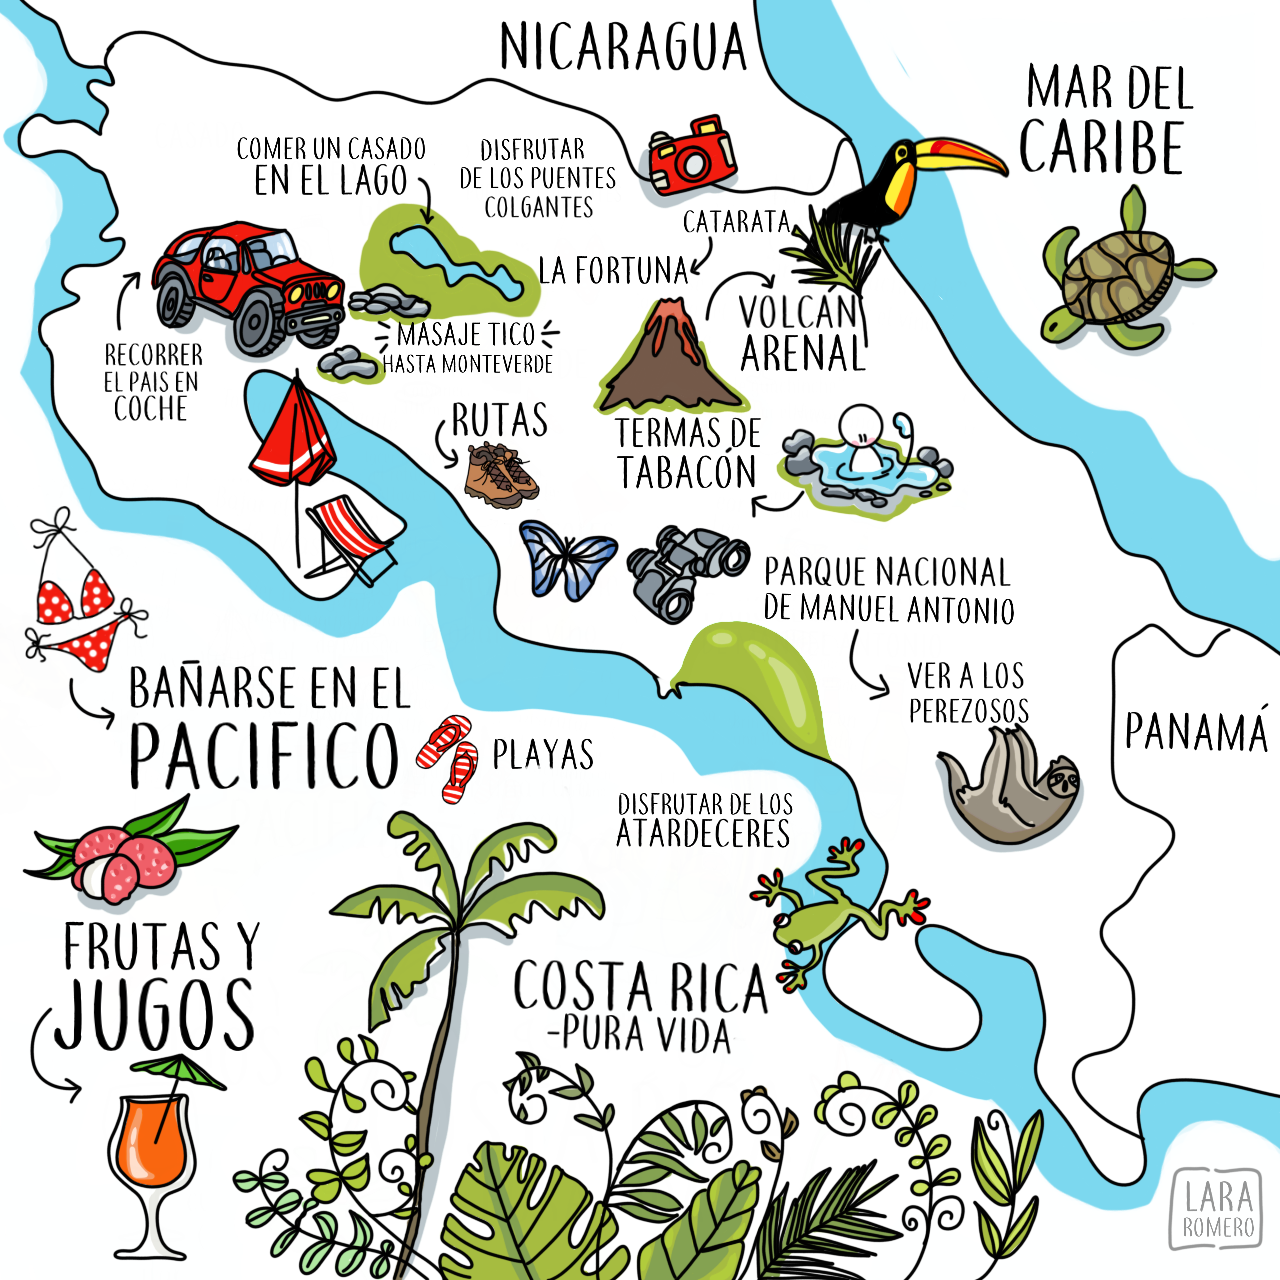 NICARAGUA
MAR DEL
CARIBE
COMER UN CASADO
EN EL LAGO
DISFRUTAR
DE LOS PUENTES
COLGANTES
CATARATA
LA FORTUNA
VOLCAN
ARENAL
MASAJE TICO
HASTA MONTEVERDE
RECORRER
EL PAIS EN
COCHE
RUTAS
TERMAS DE
TABACÓN
PARQUE NACIONAL
DE MANUEL ANTONIO
VER A LOS
PEREZOSOS
PANAMÁ
BAÑARSE EN EL
PACIFICO
PLAYAS
DISFRUTAR DE LOS
ATARDECERES
FRUTAS Y
JUGOS
COSTA RICA
-PURA VIDA
LARA
ROMERO